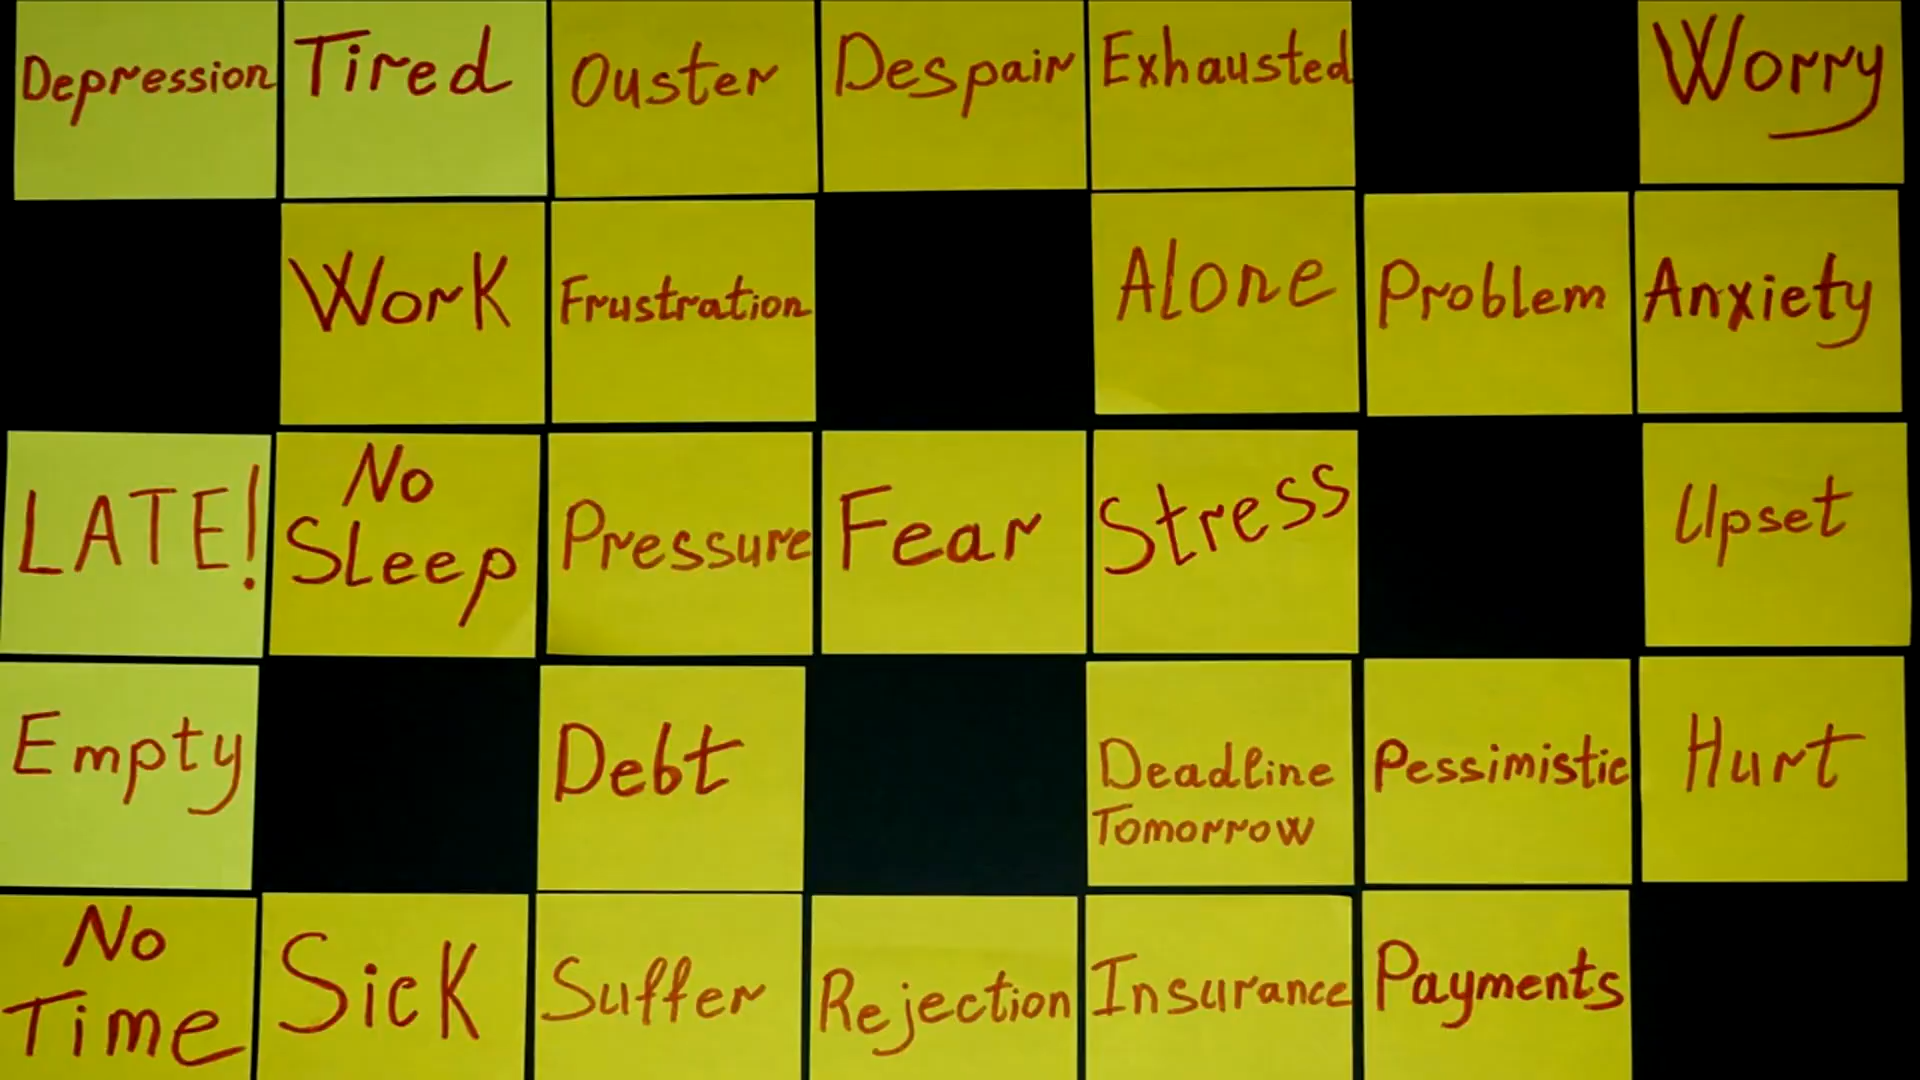 Depression
Tired
Ouster
Despair
Exhausted
Worry
Work
Frustration
Alone
Problem
Anxiety
LATE!
No
Sleep
Pressure
Fear
Stress
Upset
Empty
Debt
Deadline
Tomorrow
Pessimistic
Hurt
No
Time
Sick
Suffer
Rejection
Insurance
Payments